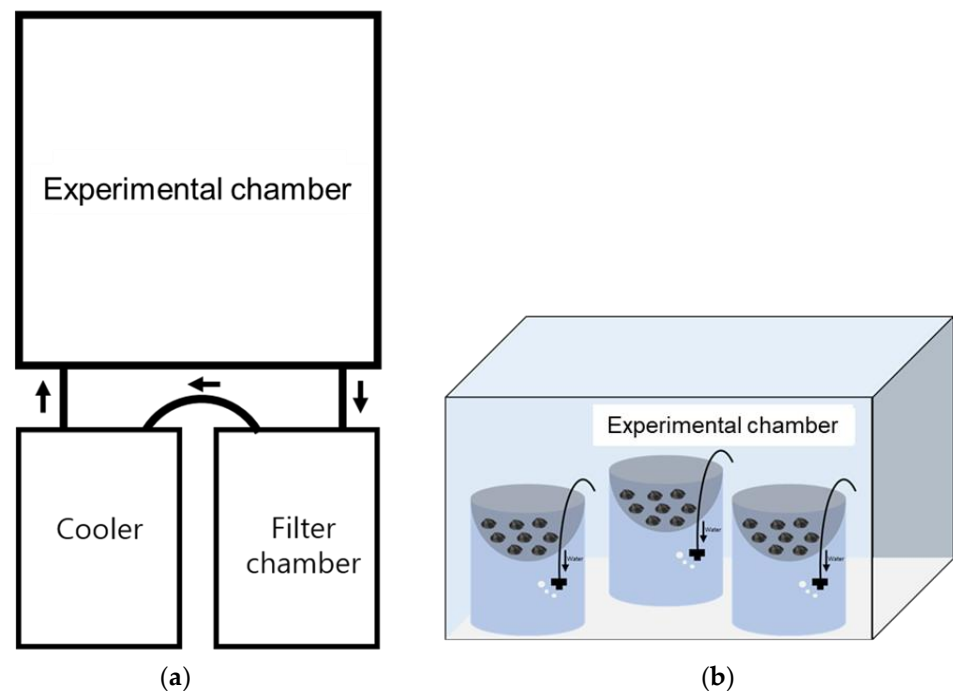 Experimental chamber
Cooler
Filter
chamber
(a)
Experimental chamber
Water
Water
Water
(b)